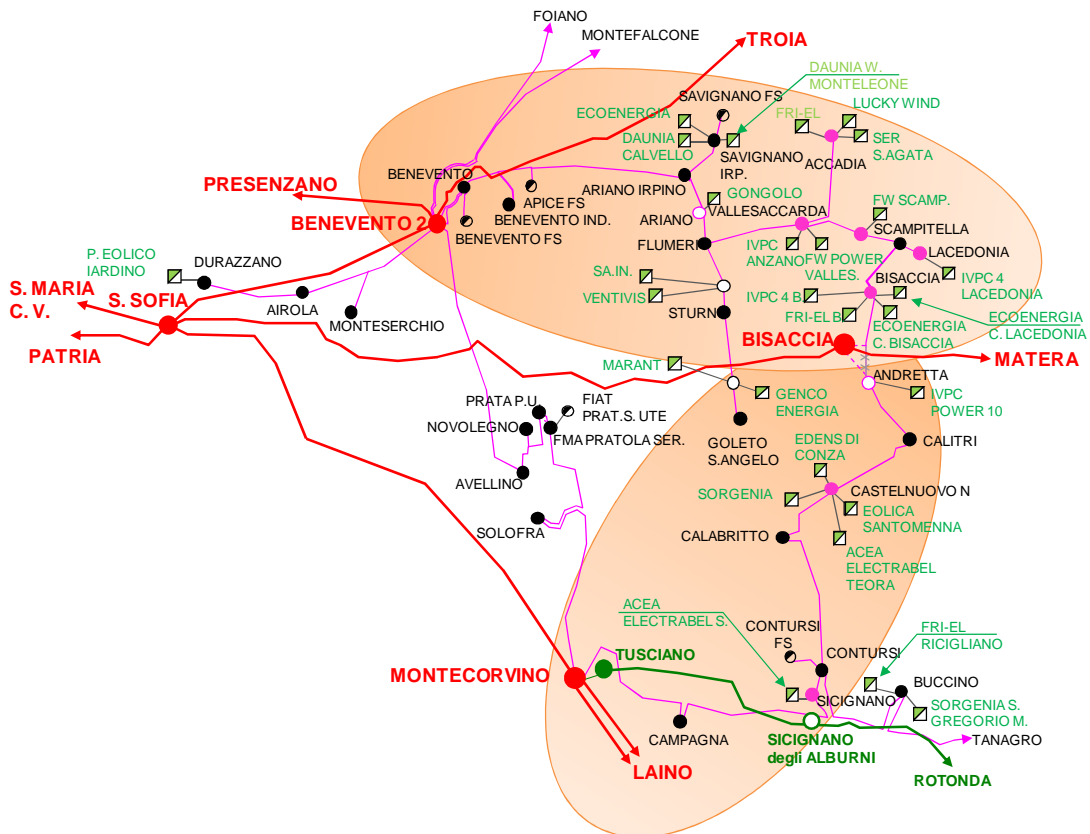 FOIANO
MONTEFALCONE
TROIA
DAUNIA W.
MONTELEONE
SAVIGNANO FS
LUCKY WIND
ECOENERGIA
FRI-EL
SER
S.AGATA
DAUNIA
CALVELLO
SAVIGNANO
IRP.
ACCADIA
BENEVENTO
ARIANO IRPINO
PRESENZANO
APICE FS
GONGOLO
FW SCAMP.
BENEVENTO 2
BENEVENTO IND.
ARIANO
VALLESACCARDA
SCAMPITELLA
BENEVENTO FS
FLUMERI
IVPC
ANZANO
FW POWER
VALLES.
LACEDONIA
P. EOLICO
IARDINO
DURAZZANO
SA.IN.
BISACCIA
IVPC 4
LACEDONIA
S. MARIA
C. V.
S. SOFIA
AIROLA
VENTIVIS
IVPC 4 B
MONTESERCHIO
STURN
FRI-EL B
ECOENERGIA
C. BISACCIA
ECOENERGIA
C. LACEDONIA
PATRIA
BISACCIA
MATERA
MARANT
ANDRETTA
PRATA P.U
FIAT
PRAT.S. UTE
GENCO
ENERGIA
IVPC
POWER 10
NOVOLEGNO
FMA PRATOLA SER.
GOLETO
S.ANGELO
EDENS DI
CONZA
CALITRI
AVELLINO
SORGENIA
CASTELNUOVO N
EOLICA
SANTOMENNA
SOLOFRA
CALABRITTO
ACEA
ELECTRABEL
TEORA
ACEA
ELECTRABEL S.
CONTURSI
FS
FRI-EL
RICIGLIANO
TUSCIANO
CONTURSI
MONTECORVINO
BUCCINO
SICIGNANO
SORGENIA S.
GREGORIO M.
CAMPAGNA
SICIGNANO
degli ALBURNI
TANAGRO
LAINO
ROTONDA